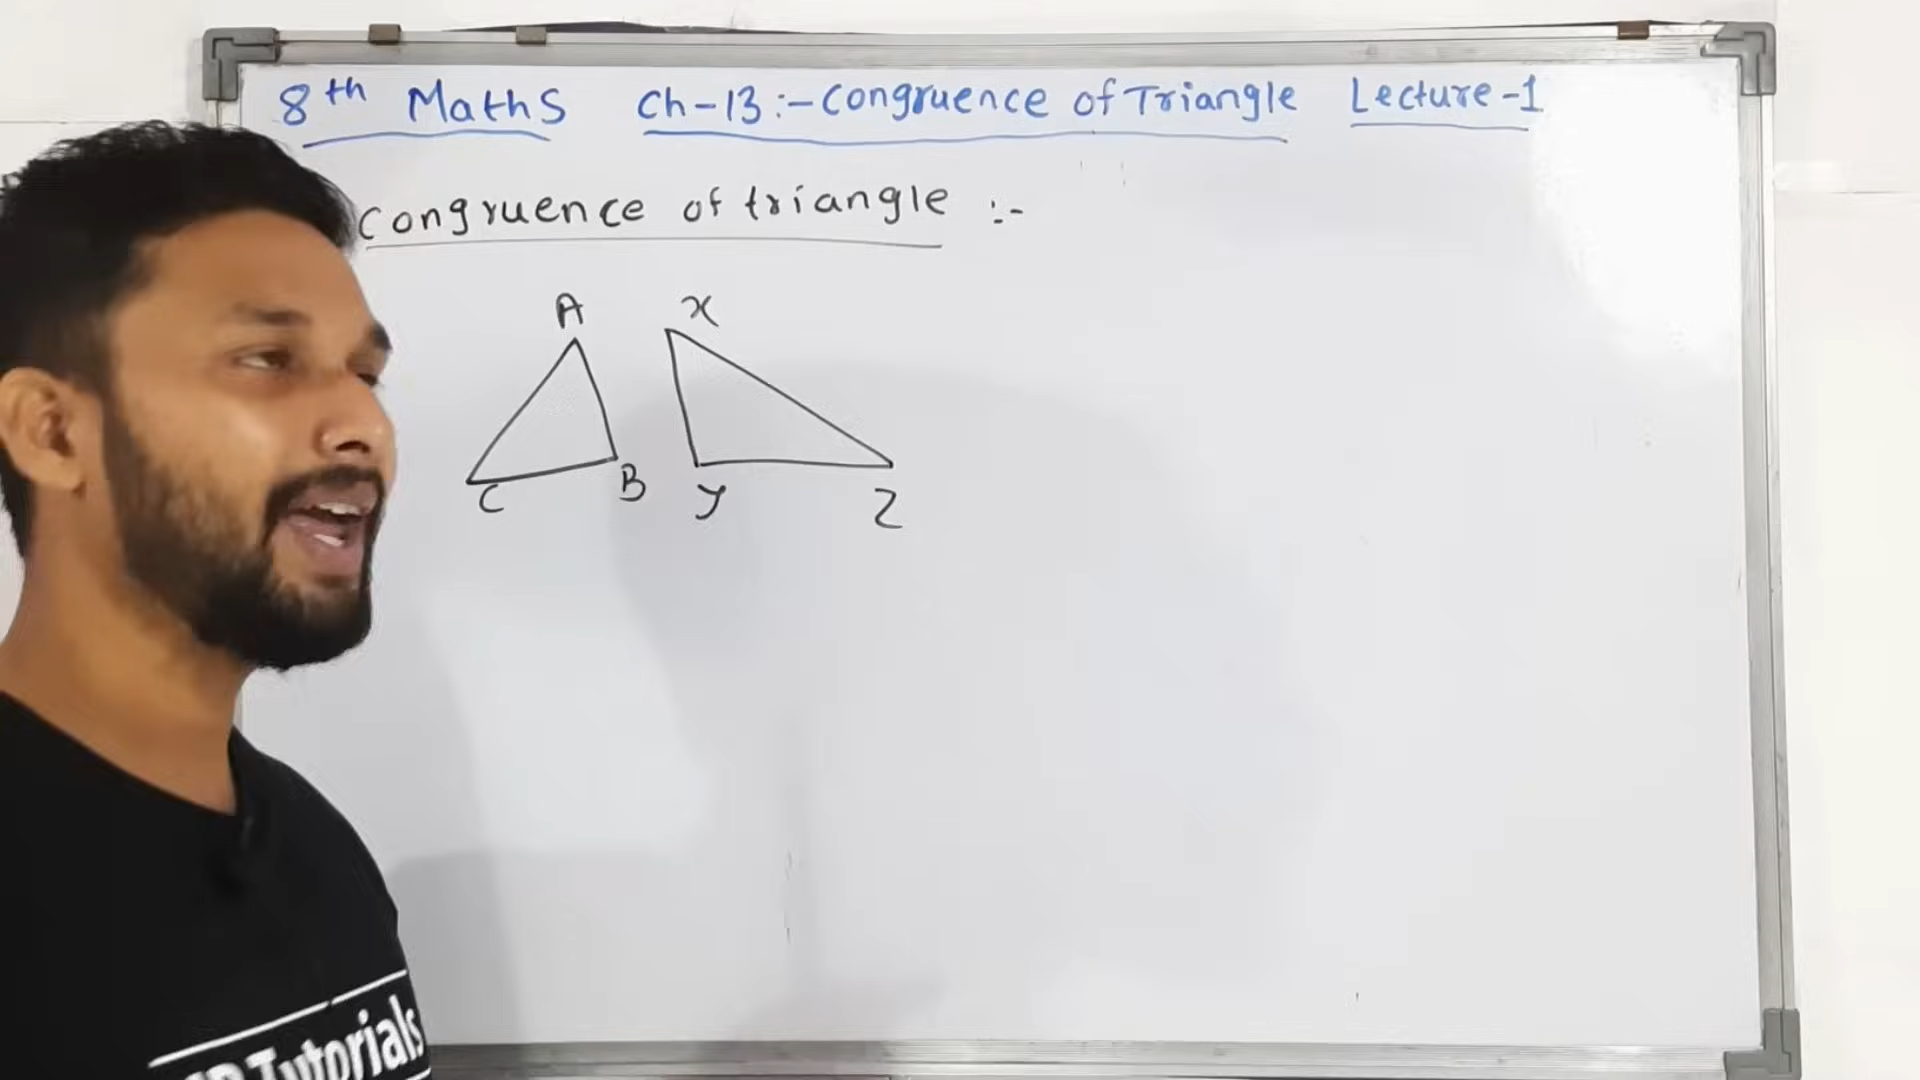 8th Maths Ch-13:- Congruence of Triangle Lecture-1
Congruence of triangle :-
A x
C B y Z
Tutorials